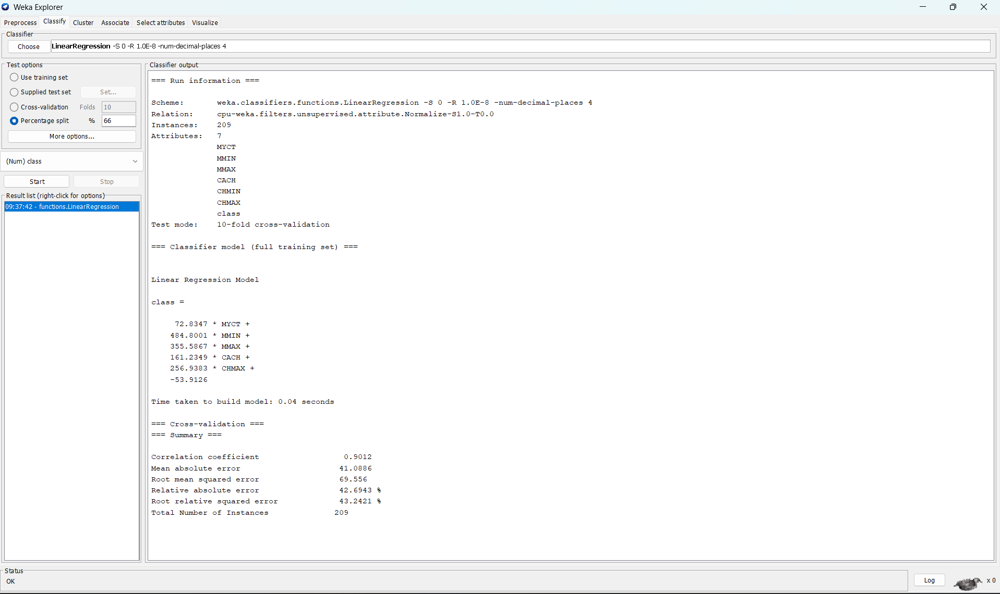 Weka Explorer
Preprocess Classify Cluster Associate Select attributes Visualize
Classifier
Choose LinearRegression -S 0 -R 1.0E-8 -num-decimal-places 4
Test options
Use training set
Supplied test set Set...
Cross-validation Folds 10
Percentage split % 66
More options...
(Num) class
Start Stop
Result list (right-click for options)
09:37:42 - functions.LinearRegression
Classifier output
=== Run information ===
Scheme: weka.classifiers.functions.LinearRegression -S 0 -R 1.0E-8 -num-decimal-places 4
Relation: cpu-weka.filters.unsupervised.attribute.Normalize-S1.0-T0.0
Instances: 209
Attributes: 7
MYCT
MMIN
MMAX
CACH
CHMIN
CHMAX
class
Test mode: 10-fold cross-validation
=== Classifier model (full training set) ===
Linear Regression Model
class =
72.8347 * MYCT +
484.8001 * MMIN +
355.5867 * MMAX +
161.2349 * CACH +
256.9383 * CHMAX +
-53.9126
Time taken to build model: 0.04 seconds
=== Cross-validation ===
=== Summary ===
Correlation coefficient 0.9012
Mean absolute error 41.0886
Root mean squared error 69.556
Relative absolute error 42.6943 %
Root relative squared error 43.2421 %
Total Number of Instances 209
Status
OK
Log x 0